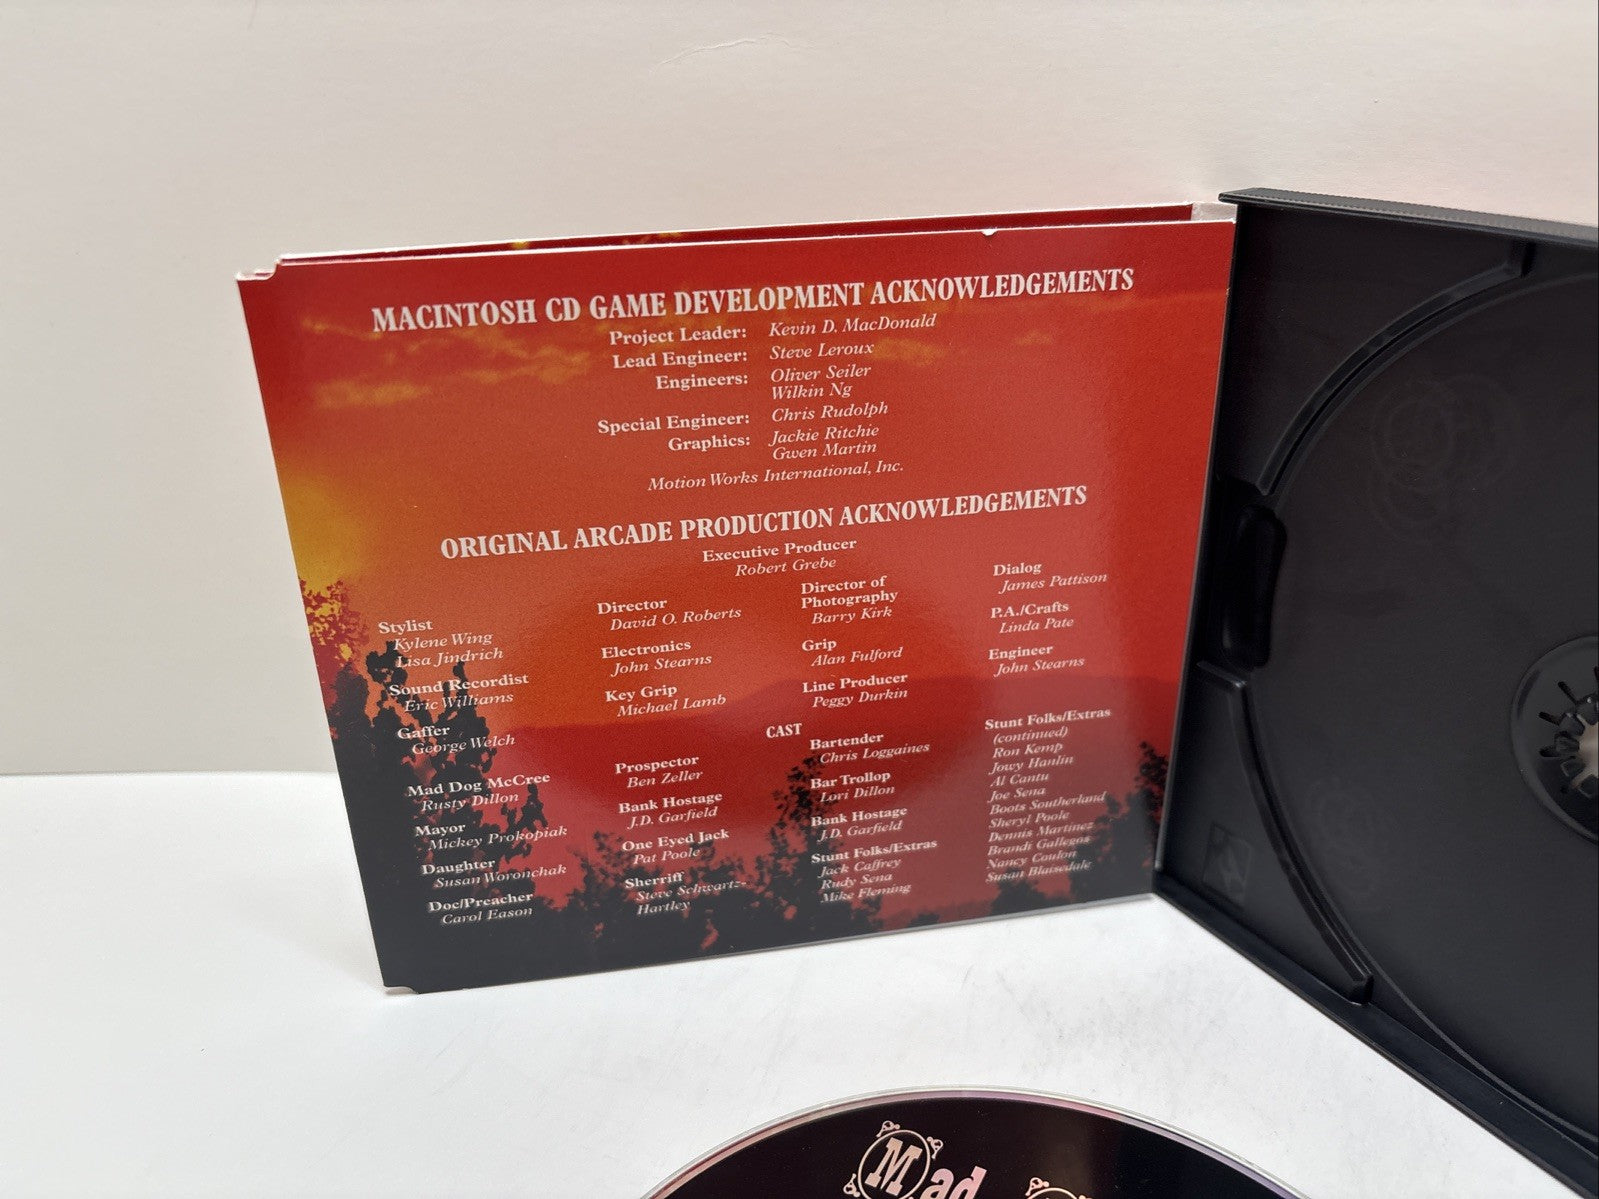 MACINTOSH CD GAME DEVELOPMENT ACKNOWLEDGEMENTS
Project Leader: Kevin D. MacDonald
Lead Engineer: Steve Leroux
Engineers: Oliver Seiler
Wilkin Ng
Special Engineer: Chris Rudolph
Graphics: Jackie Ritchie
Gwen Martin
Motion Works International, Inc.
ORIGINAL ARCADE PRODUCTION ACKNOWLEDGEMENTS
Executive Producer
Robert Grebe
Stylist
Kylene Wing
Lisa Jindrich
Sound Recordist
Eric Williams
Gaffer
George Welch
Director
David O. Roberts
Electronics
John Stearns
Key Grip
Michael Lamb
Director of
Photography
Barry Kirk
Grip
Alan Fulford
Line Producer
Peggy Durkin
Dialog
James Pattison
P.A./Crafts
Linda Pate
Engineer
John Stearns
CAST
Mad Dog McCree
Rusty Dillon
Mayor
Mickey Prokopiak
Daughter
Susan Woronchak
Doc/Preacher
Carol Eason
Prospector
Ben Zeller
Bank Hostage
J.D. Garfield
One Eyed Jack
Pat Poole
Sherriff
Steve Schwartz-
Hartley
Bartender
Chris Loggaines
Bar Trollop
Lori Dillon
Bank Hostage
J.D. Garfield
Stunt Folks/Extras
Jack Caffrey
Rudy Sena
Mike Fleming
Stunt Folks/Extras
(continued)
Ron Kemp
Jowy Hanlin
Al Cantu
Joe Sena
Boots Southerland
Sheryl Poole
Dennis Martinez
Brandi Gallegos
Nancy Coulon
Susan Blaisedale
Mad